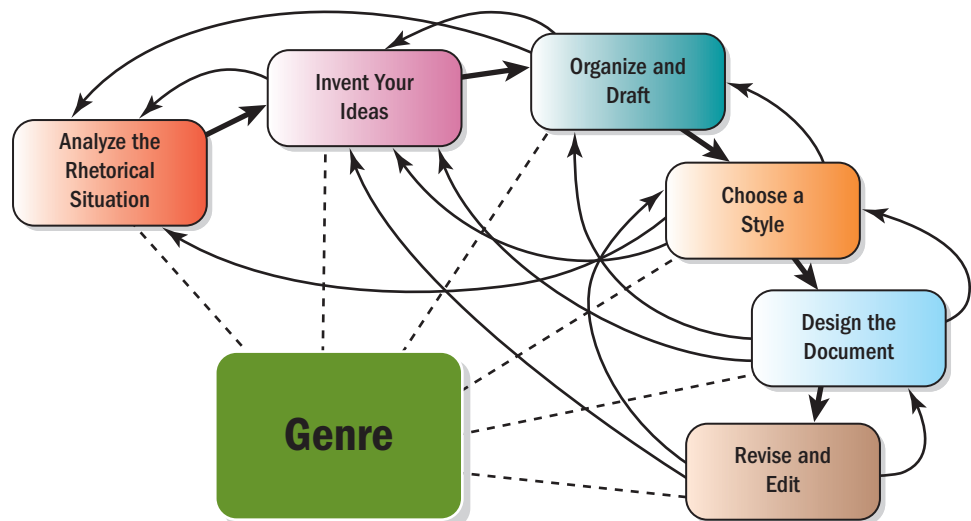 Analyze the
Rhetorical
Situation
Invent Your
Ideas
Organize and
Draft
Choose a
Style
Design the
Document
Revise and
Edit
Genre